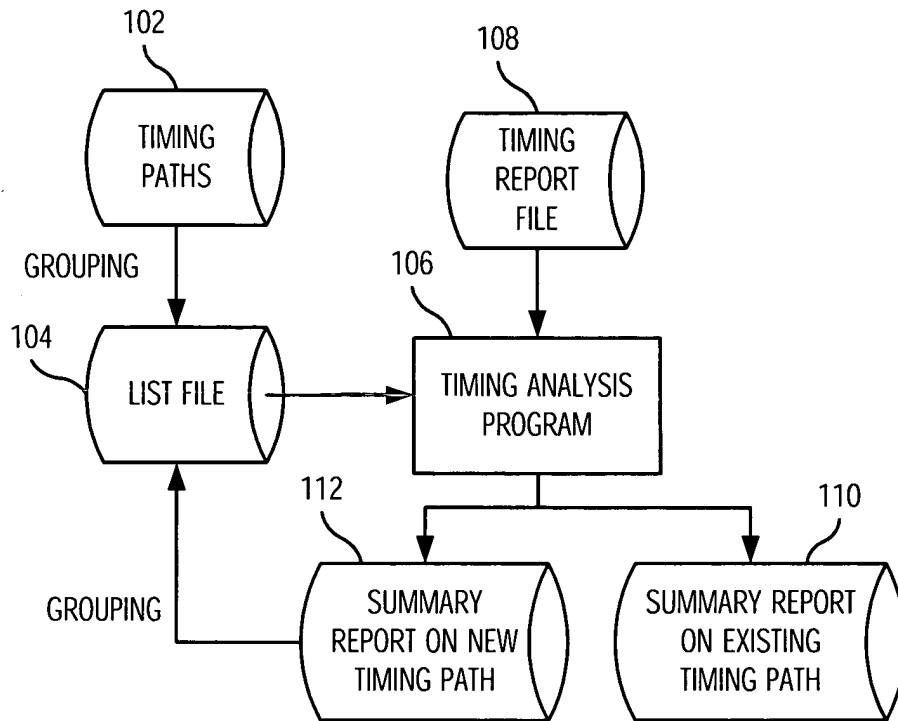 102
TIMING
PATHS
108
TIMING
REPORT
FILE
GROUPING
106
104
LIST FILE
TIMING ANALYSIS
PROGRAM
112
110
GROUPING
SUMMARY
REPORT ON NEW
TIMING PATH
SUMMARY REPORT
ON EXISTING
TIMING PATH